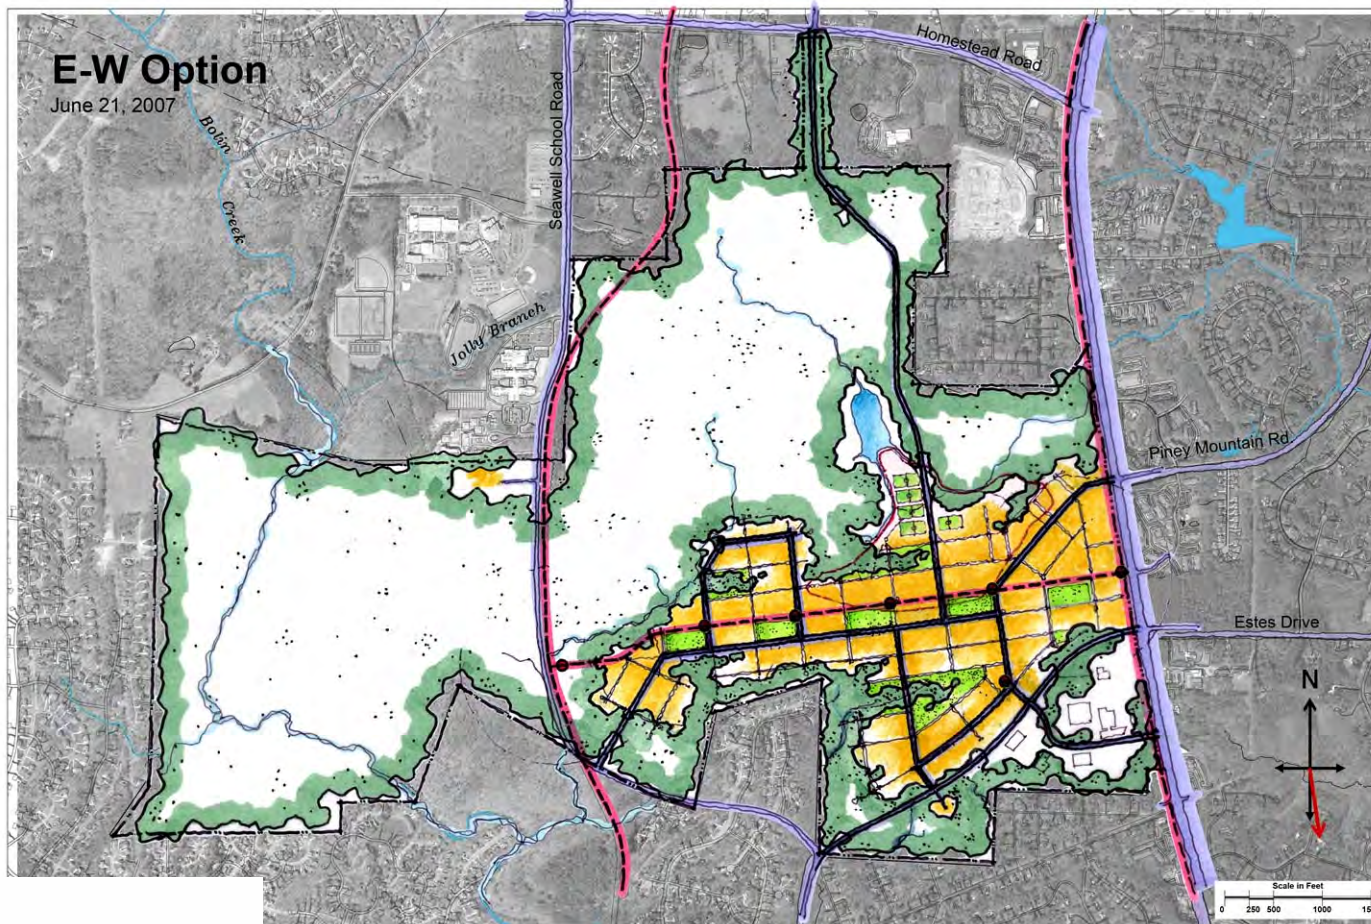 E-W Option
June 21, 2007
Homestead Road
Seawell School Road
Bolin
Creek
Jolly Branch
Piney Mountain Rd.
Estes Drive
N
Scale in Feet
0 250 500 1000